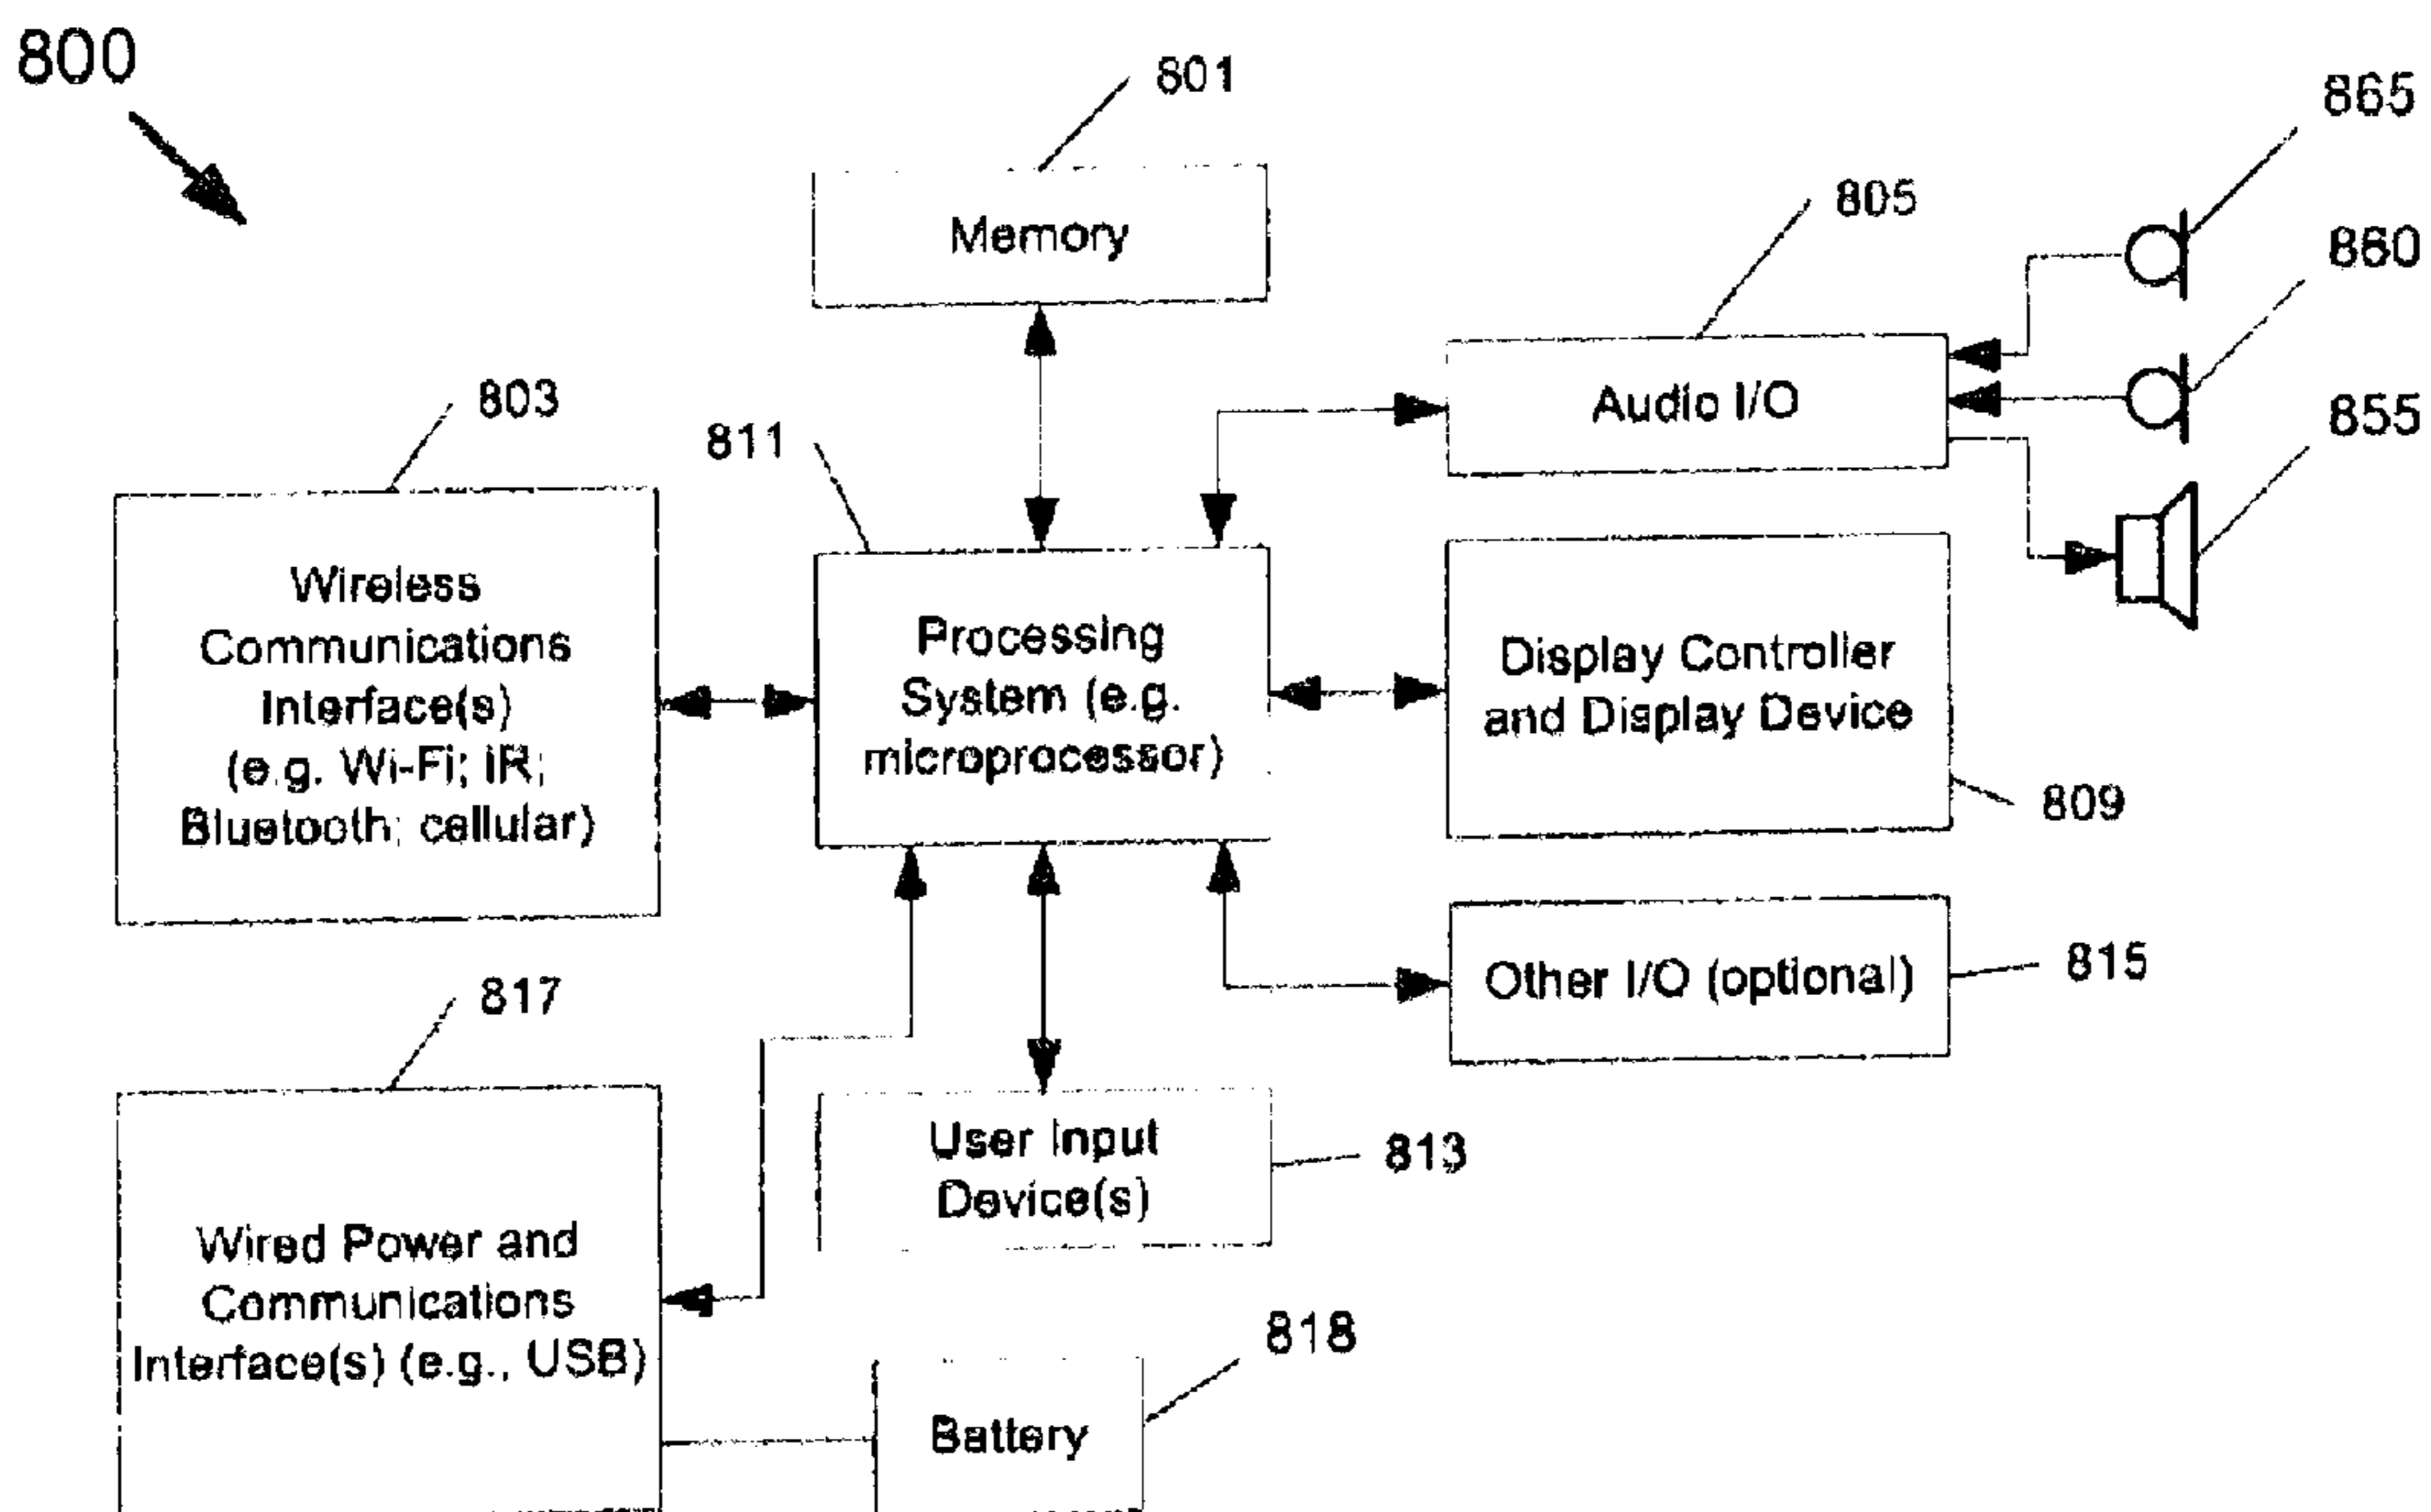 800
801
865
Memory
805
860
803
Audio I/O
855
811
Wireless
Communications
Interface(s)
(e.g. Wi-Fi; IR;
Bluetooth; cellular)
Processing
System (e.g.
microprocessor)
Display Controller
and Display Device
809
817
Other I/O (optional)
815
User Input
Device(s)
813
Wired Power and
Communications
Interface(s) (e.g., USB)
818
Battery